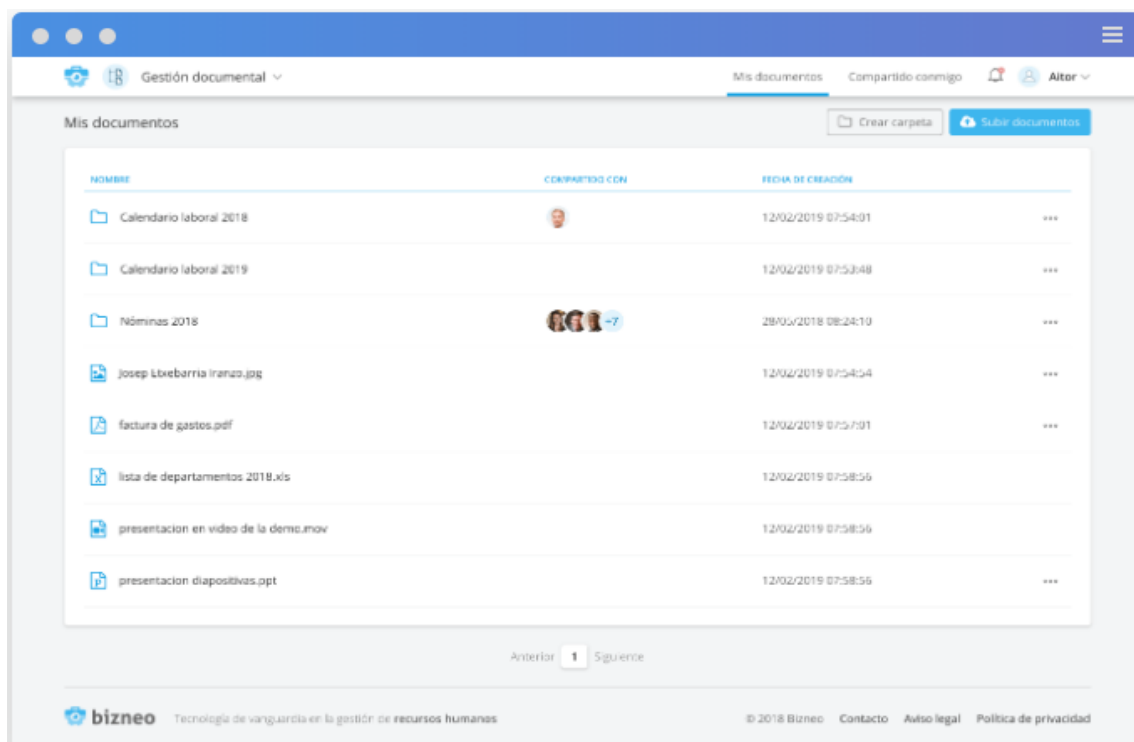 Gestión documental
Mis documentos Compartido conmigo Aitor
Mis documentos
Crear carpeta Subir documentos
NOMBRE COMPARTIDO CON FECHA DE CREACIÓN
Calendario laboral 2018 12/02/2019 07:54:01
Calendario laboral 2019 12/02/2019 07:53:48
Nóminas 2018 +7 28/05/2018 08:24:10
Josep Etxebarria Iranzo.jpg 12/02/2019 07:54:54
factura de gastos.pdf 12/02/2019 07:57:01
lista de departamentos 2018.xls 12/02/2019 07:58:56
presentacion en video de la demo.mov 12/02/2019 07:58:56
presentacion diapositivas.ppt 12/02/2019 07:58:56
Anterior 1 Siguiente
bizneo Tecnología de vanguardia en la gestión de recursos humanos
© 2018 Bizneo Contacto Aviso legal Política de privacidad